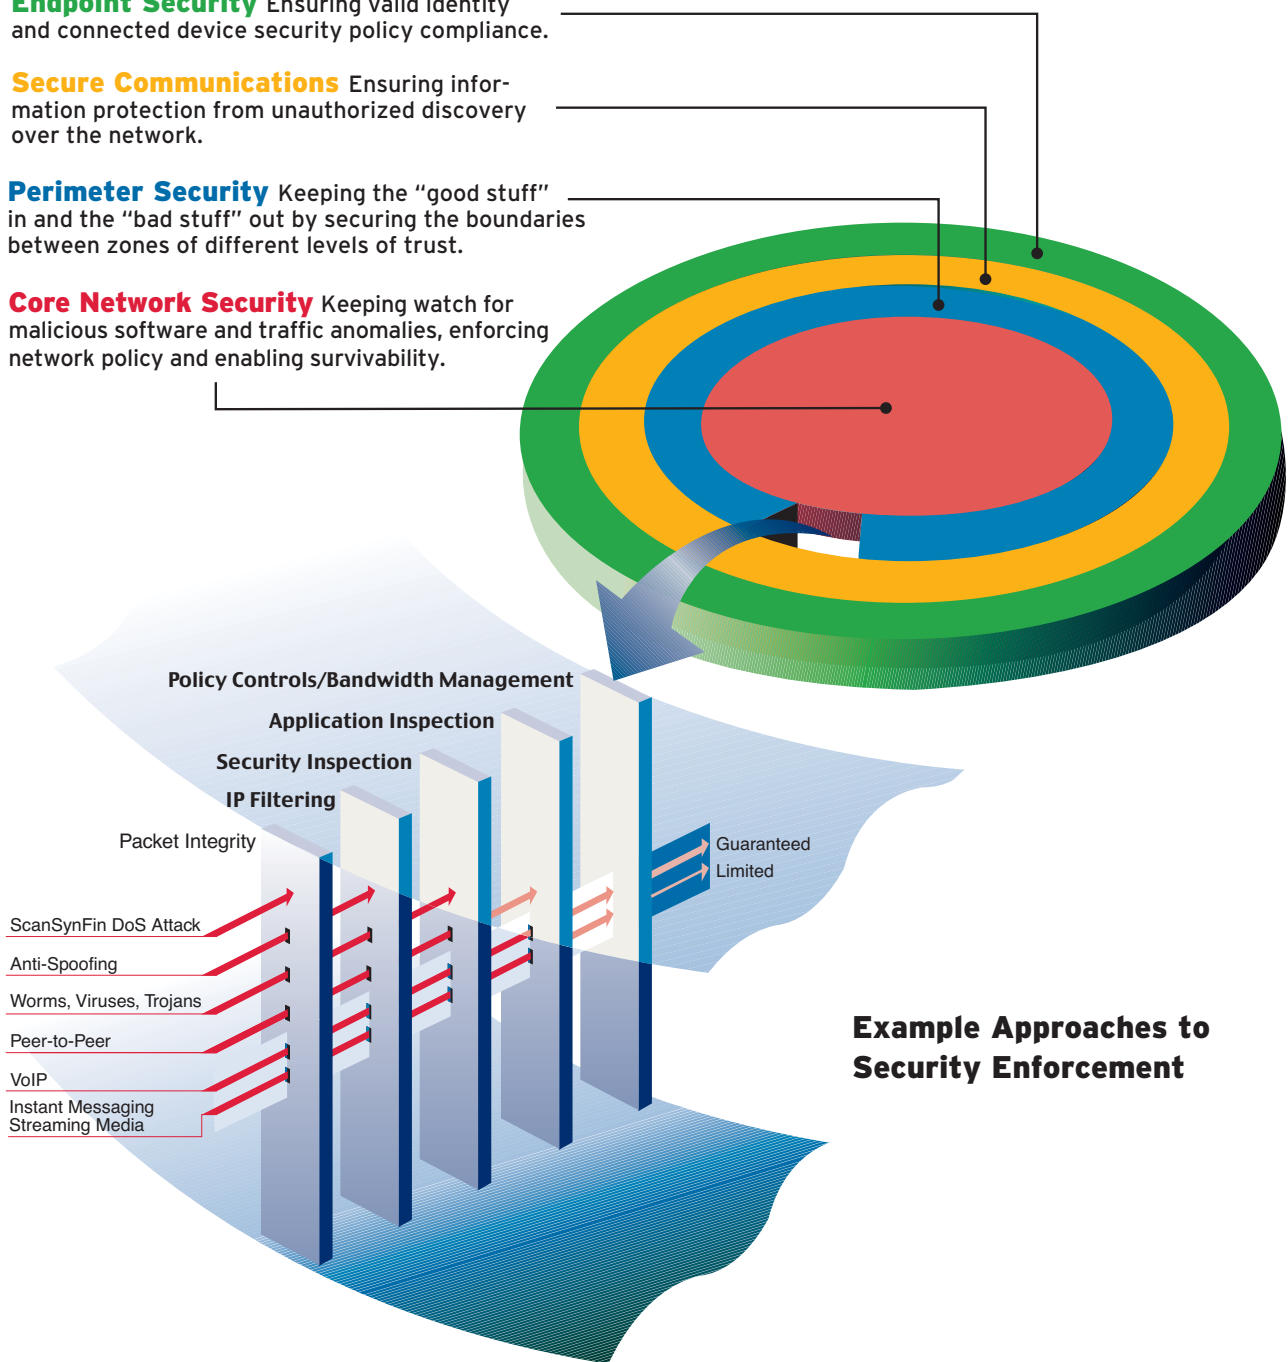 Endpoint Security Ensuring valid identity
and connected device security policy compliance.
Secure Communications Ensuring infor-
mation protection from unauthorized discovery
over the network.
Perimeter Security Keeping the “good stuff”
in and the “bad stuff” out by securing the boundaries
between zones of different levels of trust.
Core Network Security Keeping watch for
malicious software and traffic anomalies, enforcing
network policy and enabling survivability.
Policy Controls/Bandwidth Management
Application Inspection
Security Inspection
IP Filtering
Packet Integrity
Guaranteed
Limited
ScanSynFin DoS Attack
Anti-Spoofing
Worms, Viruses, Trojans
Peer-to-Peer
VoIP
Instant Messaging
Streaming Media
Example Approaches to
Security Enforcement